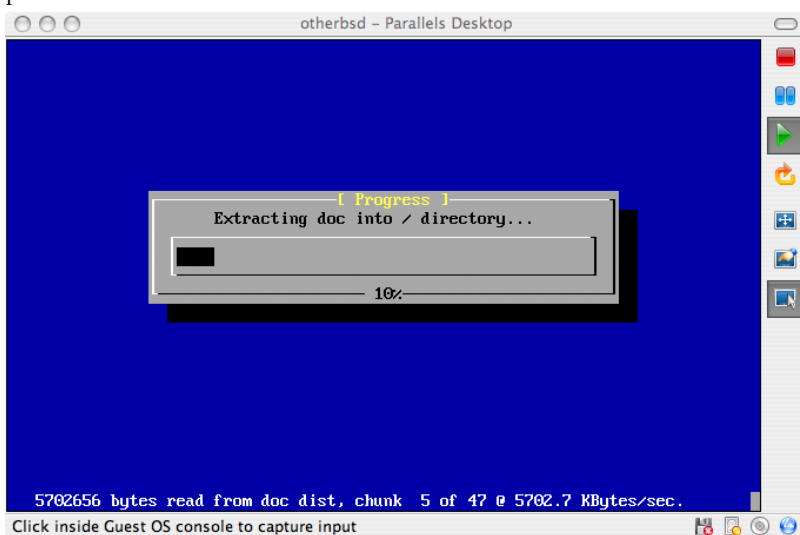 otherbsd – Parallels Desktop
[ Progress ]
Extracting doc into / directory...
10%
5702656 bytes read from doc dist, chunk  5 of 47 @ 5702.7 KBytes/sec.
Click inside Guest OS console to capture input